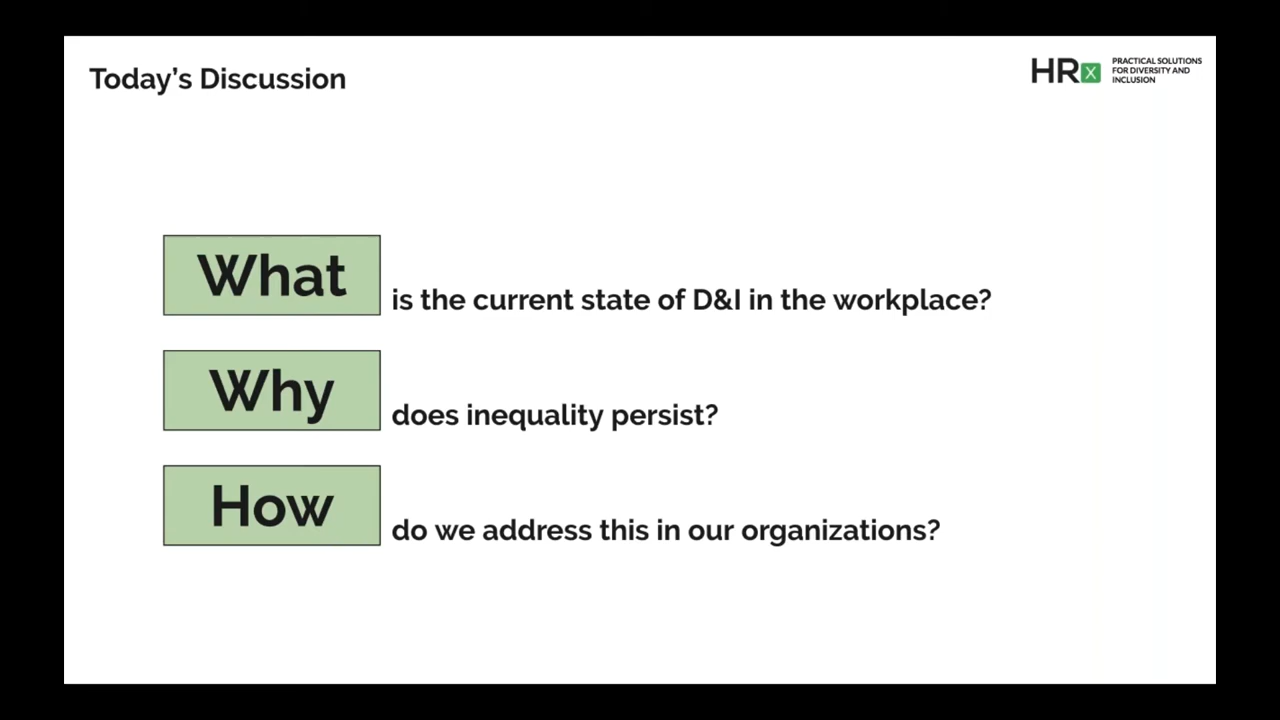 Today's Discussion
HRx
PRACTICAL SOLUTIONS
FOR DIVERSITY AND
INCLUSION
What is the current state of D&I in the workplace?
Why does inequality persist?
How do we address this in our organizations?